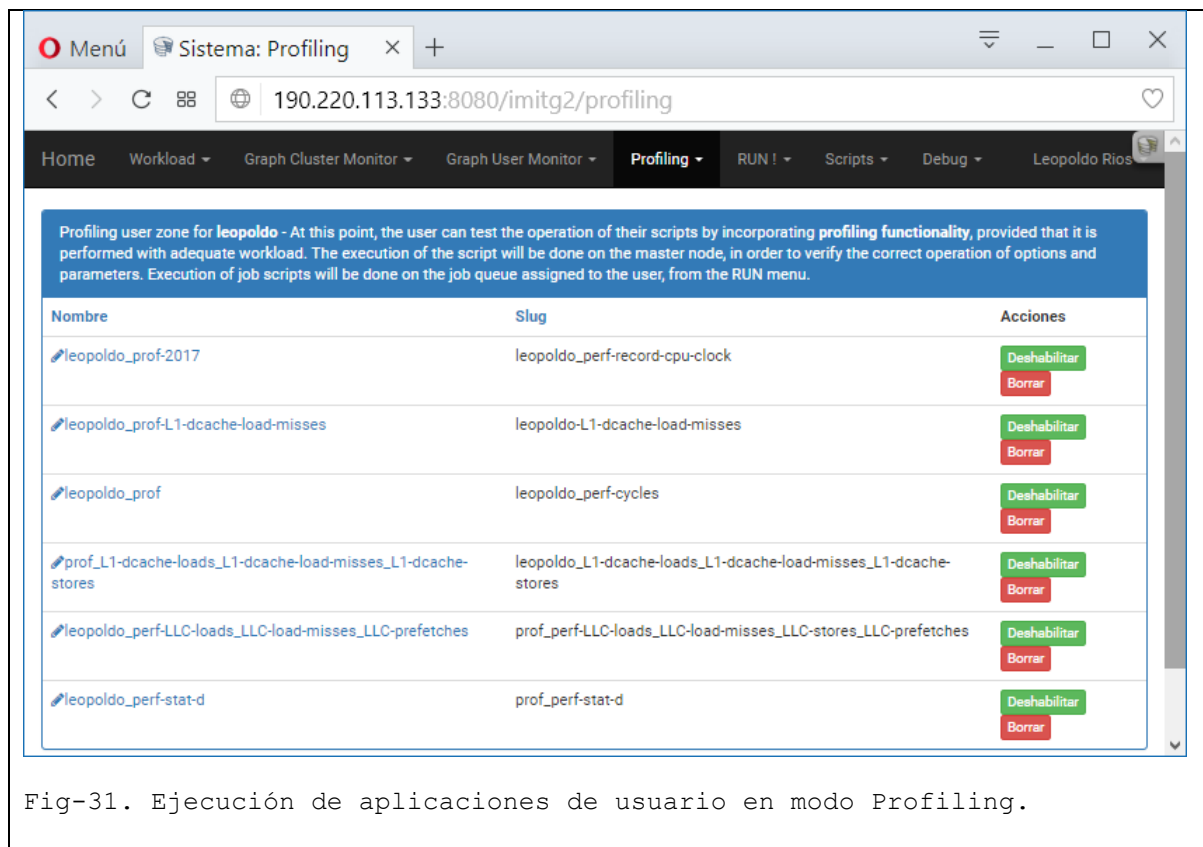 Menú
Sistema: Profiling
190.220.113.133:8080/imitg2/profiling
Home Workload Graph Cluster Monitor Graph User Monitor Profiling RUN ! Scripts Debug Leopoldo Rios
Profiling user zone for leopoldo - At this point, the user can test the operation of their scripts by incorporating profiling functionality, provided that it is
performed with adequate workload. The execution of the script will be done on the master node, in order to verify the correct operation of options and
parameters. Execution of job scripts will be done on the job queue assigned to the user, from the RUN menu.
Nombre Slug Acciones
leopoldo_prof-2017 leopoldo_perf-record-cpu-clock Deshabilitar
Borrar
leopoldo_prof-L1-dcache-load-misses leopoldo-L1-dcache-load-misses Deshabilitar
Borrar
leopoldo_prof leopoldo_perf-cycles Deshabilitar
Borrar
prof_L1-dcache-loads_L1-dcache-load-misses_L1-dcache- leopoldo_L1-dcache-loads_L1-dcache-load-misses_L1-dcache- Deshabilitar
stores stores Borrar
leopoldo_perf-LLC-loads_LLC-load-misses_LLC-prefetches prof_perf-LLC-loads_LLC-load-misses_LLC-stores_LLC-prefetches Deshabilitar
Borrar
leopoldo_perf-stat-d prof_perf-stat-d Deshabilitar
Borrar
Fig-31. Ejecución de aplicaciones de usuario en modo Profiling.